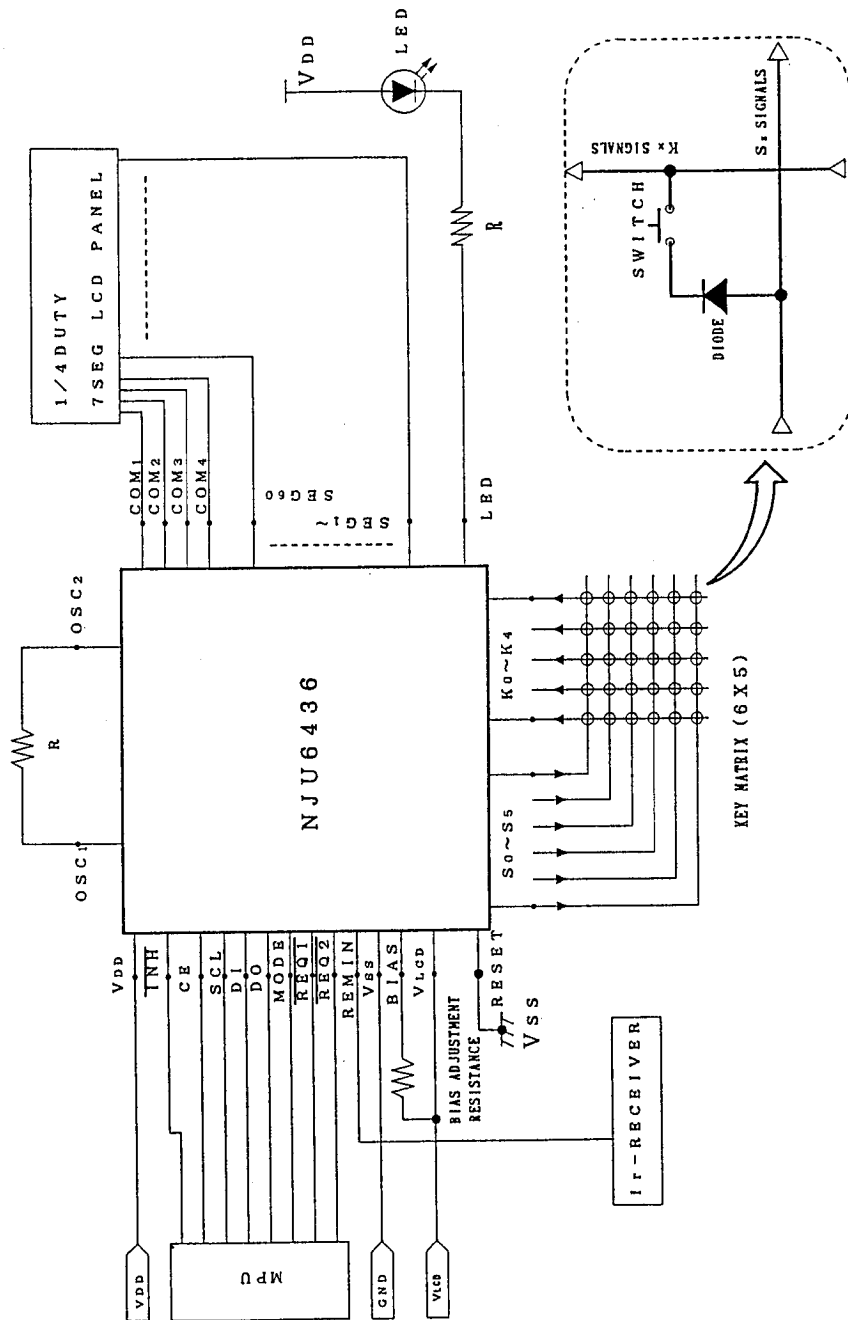 OSC1
R
OSC2
NJU6436
VDD
INH
CE
SCL
DI
DO
MODE
REQ1
REQ2
REMIN
VSS
BIAS
VLCD
RESET
VSS
BIAS ADJUSTMENT
RESISTANCE
VDD
MPU
GND
VLCD
Ir-RECEIVER
COM1
COM2
COM3
COM4
SEG60
SEG1~
LED
1/4DUTY
7SEG LCD PANEL
VDD
LED
R
S0~S5
K0~K4
KEY MATRIX (6X5)
SWITCH
DIODE
Kx SIGNALS
Sx SIGNALS